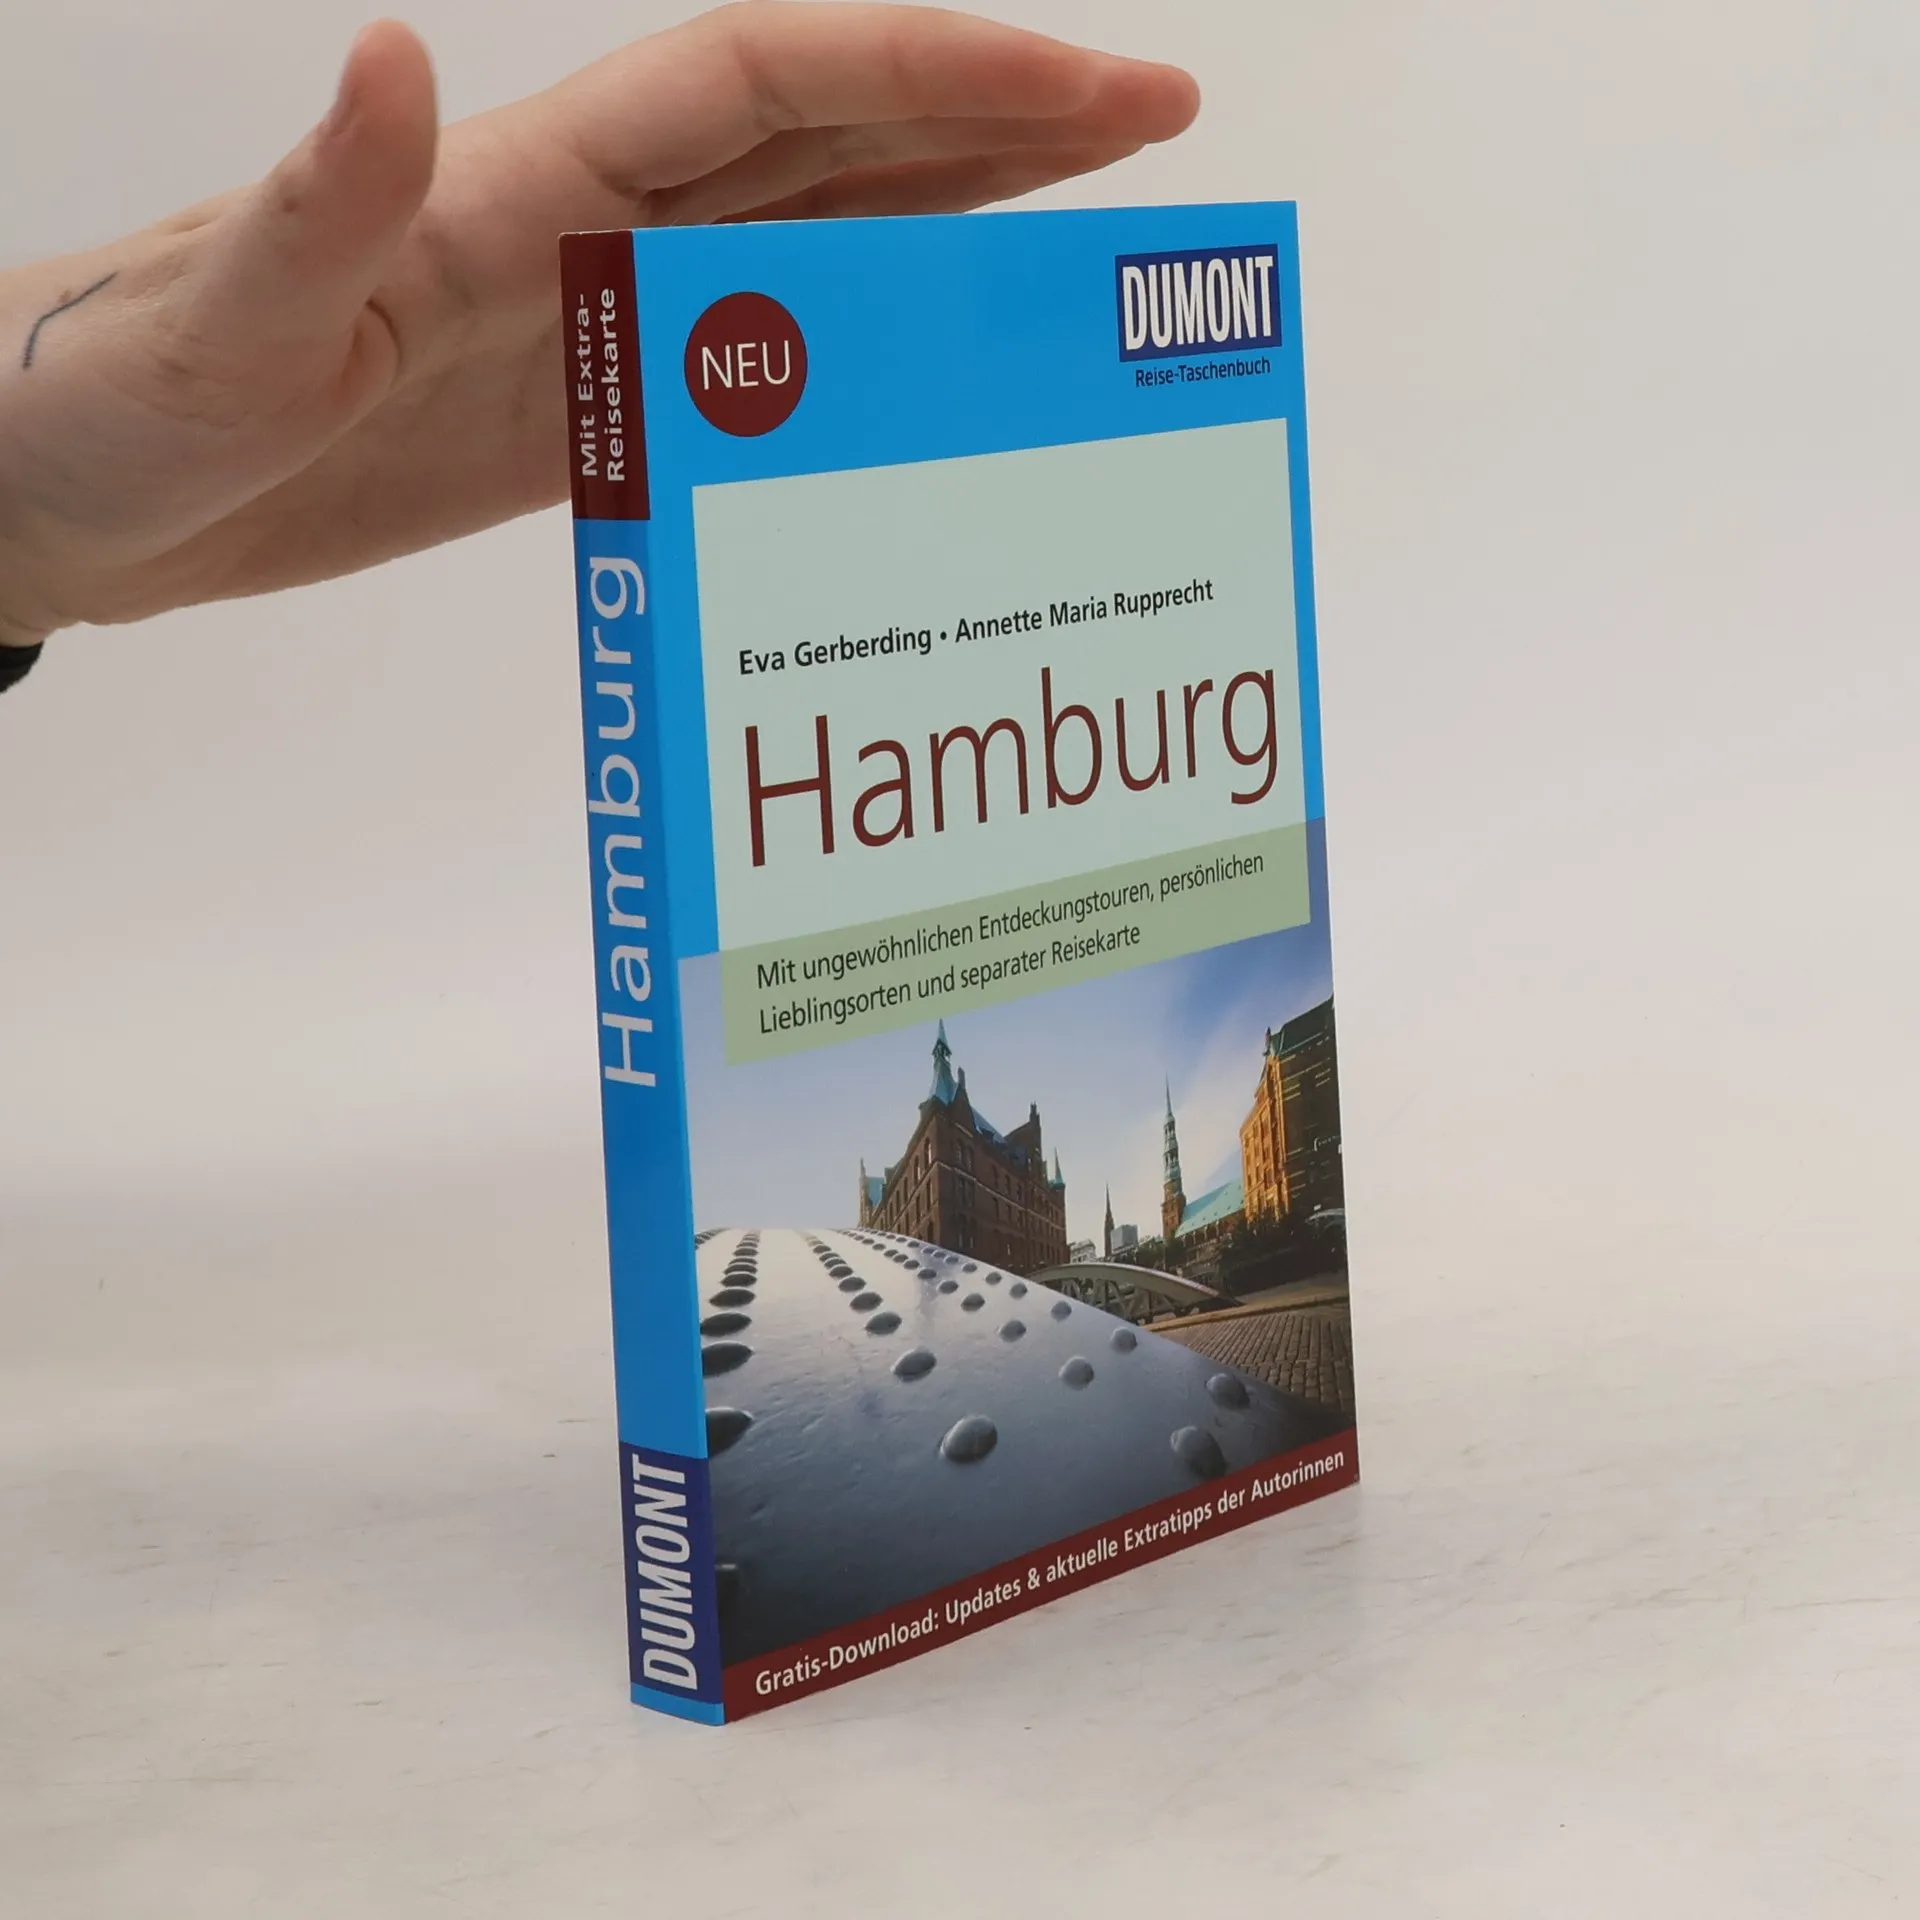 Mit Extra-
Reisekarte
Hamburg
DUMONT
NEU
DUMONT
Reise-Taschenbuch
Eva Gerberding • Annette Maria Rupprecht
Hamburg
Mit ungewöhnlichen Entdeckungstouren, persönlichen
Lieblingsorten und separater Reisekarte
Gratis-Download: Updates & aktuelle Extratipps der Autorinnen